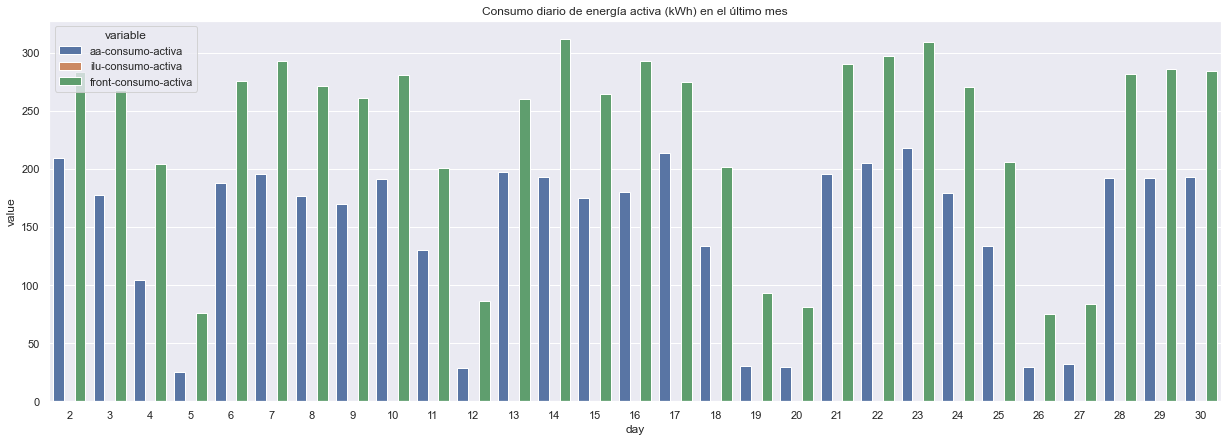 Consumo diario de energía activa (kWh) en el último mes
variable
aa-consumo-activa
ilu-consumo-activa
front-consumo-activa
300
250
200
150
100
50
0
value
2 3 4 5 6 7 8 9 10 11 12 13 14 15 16 17 18 19 20 21 22 23 24 25 26 27 28 29 30
day